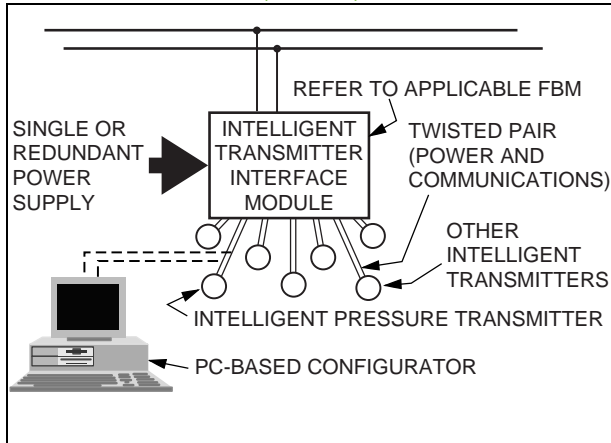 REFER TO APPLICABLE FBM
SINGLE OR
REDUNDANT
POWER
SUPPLY
INTELLIGENT
TRANSMITTER
INTERFACE
MODULE
TWISTED PAIR
(POWER AND
COMMUNICATIONS)
OTHER
INTELLIGENT
TRANSMITTERS
INTELLIGENT PRESSURE TRANSMITTER
PC-BASED CONFIGURATOR